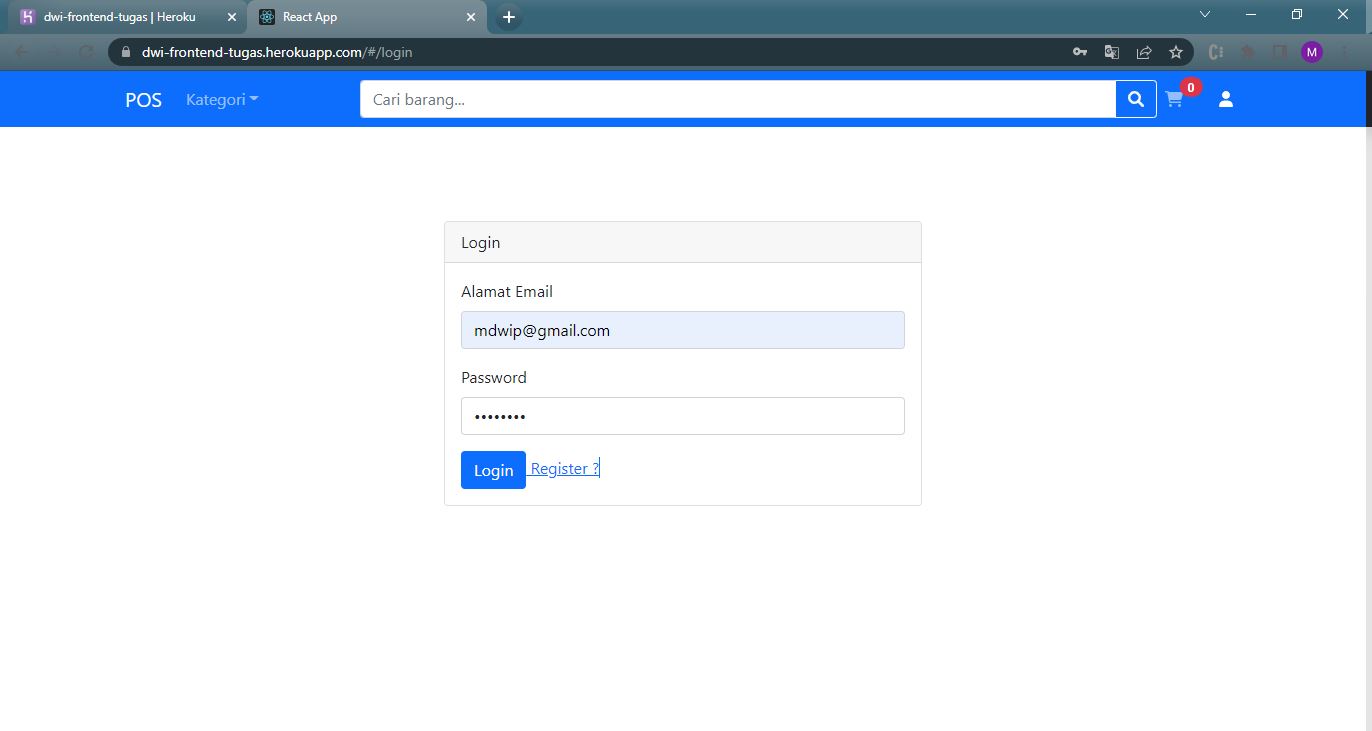 dwi-frontend-tugas | Heroku
React App
dwi-frontend-tugas.herokuapp.com/#/login
M
POS
Kategori
Cari barang...
0
Login
Alamat Email
mdwip@gmail.com
Password
••••••••
Login Register ?